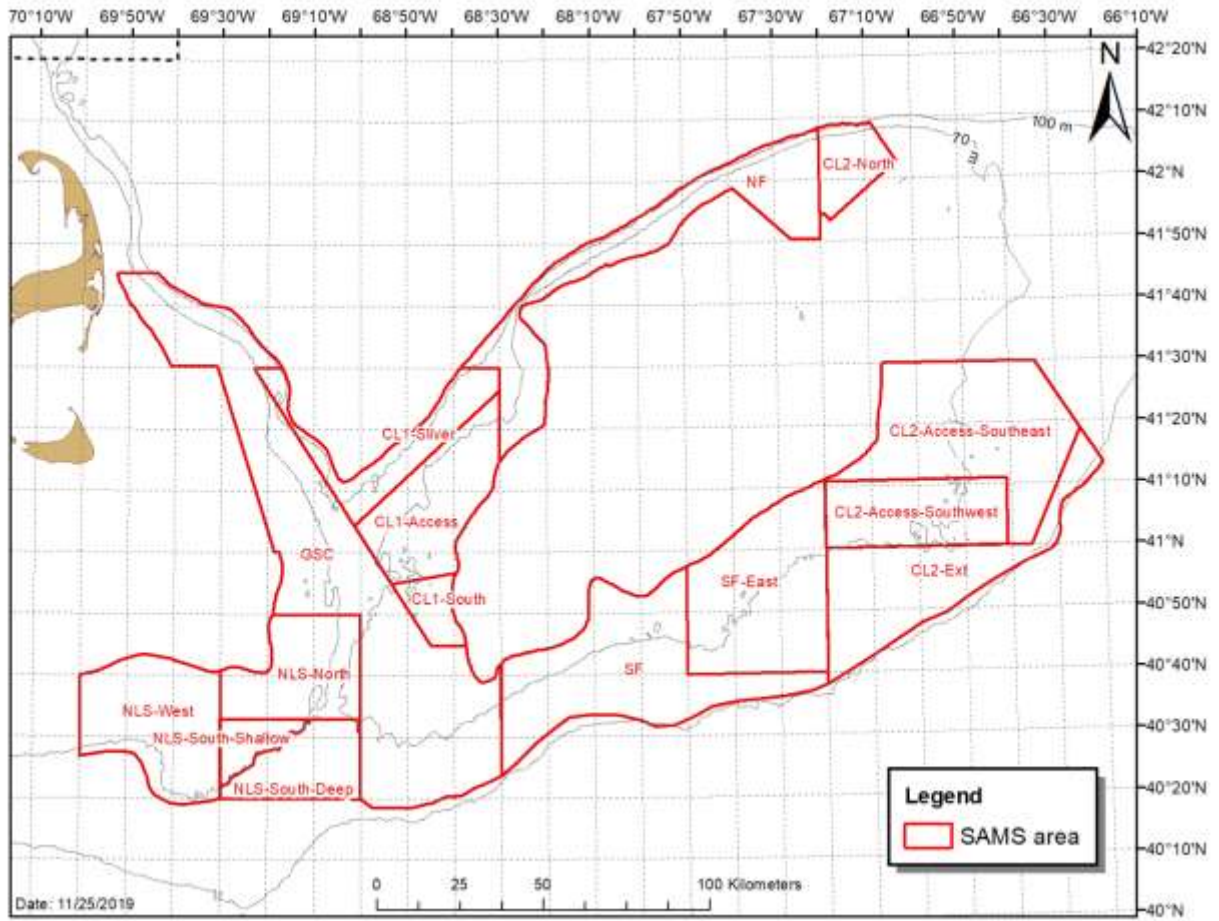 70°10'W 69°50'W 69°30'W 69°10'W 68°50'W 68°30'W 68°10'W 67°50'W 67°30'W 67°10'W 66°50'W 66°30'W 66°10'W
42°20'N
N
42°10'N
100 m
70 m
CL2-North
42°N
NF
41°50'N
41°40'N
41°30'N
41°20'N
CL1-Sliver
CL2-Access-Southeast
41°10'N
CL2-Access-Southwest
CL1-Access
41°N
GSC
CL2-Ext
SF-East
CL1-South
40°50'N
40°40'N
SF
NLS-North
NLS-West
40°30'N
NLS-South-Shallow
NLS-South-Deep
40°20'N
Legend
SAMS area
40°10'N
0 25 50 100 Kilometers
Date: 11/25/2019
40°N